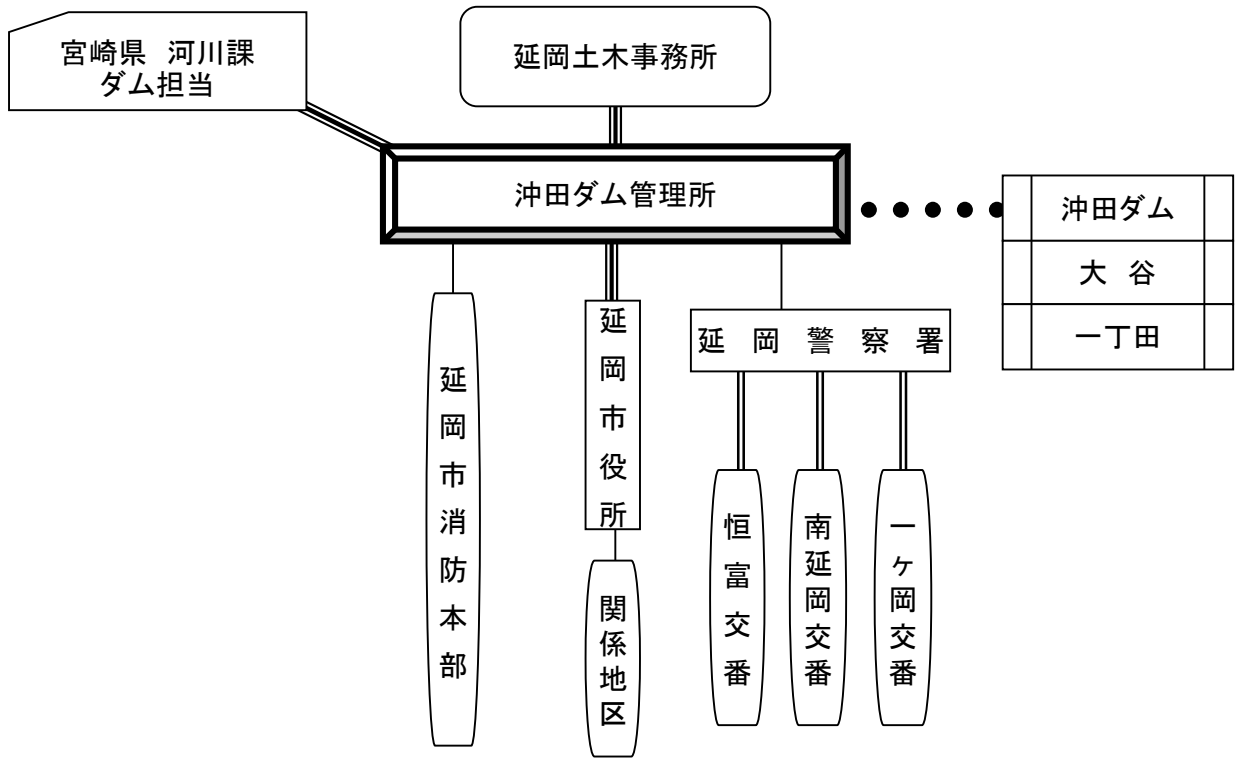 宮崎県　河川課
ダム担当
延岡土木事務所
沖田ダム管理所
沖田ダム
大　谷
一丁田
延岡警察署
延岡市役所
延岡市消防本部
関係地区
恒富交番
南延岡交番
一ケ岡交番